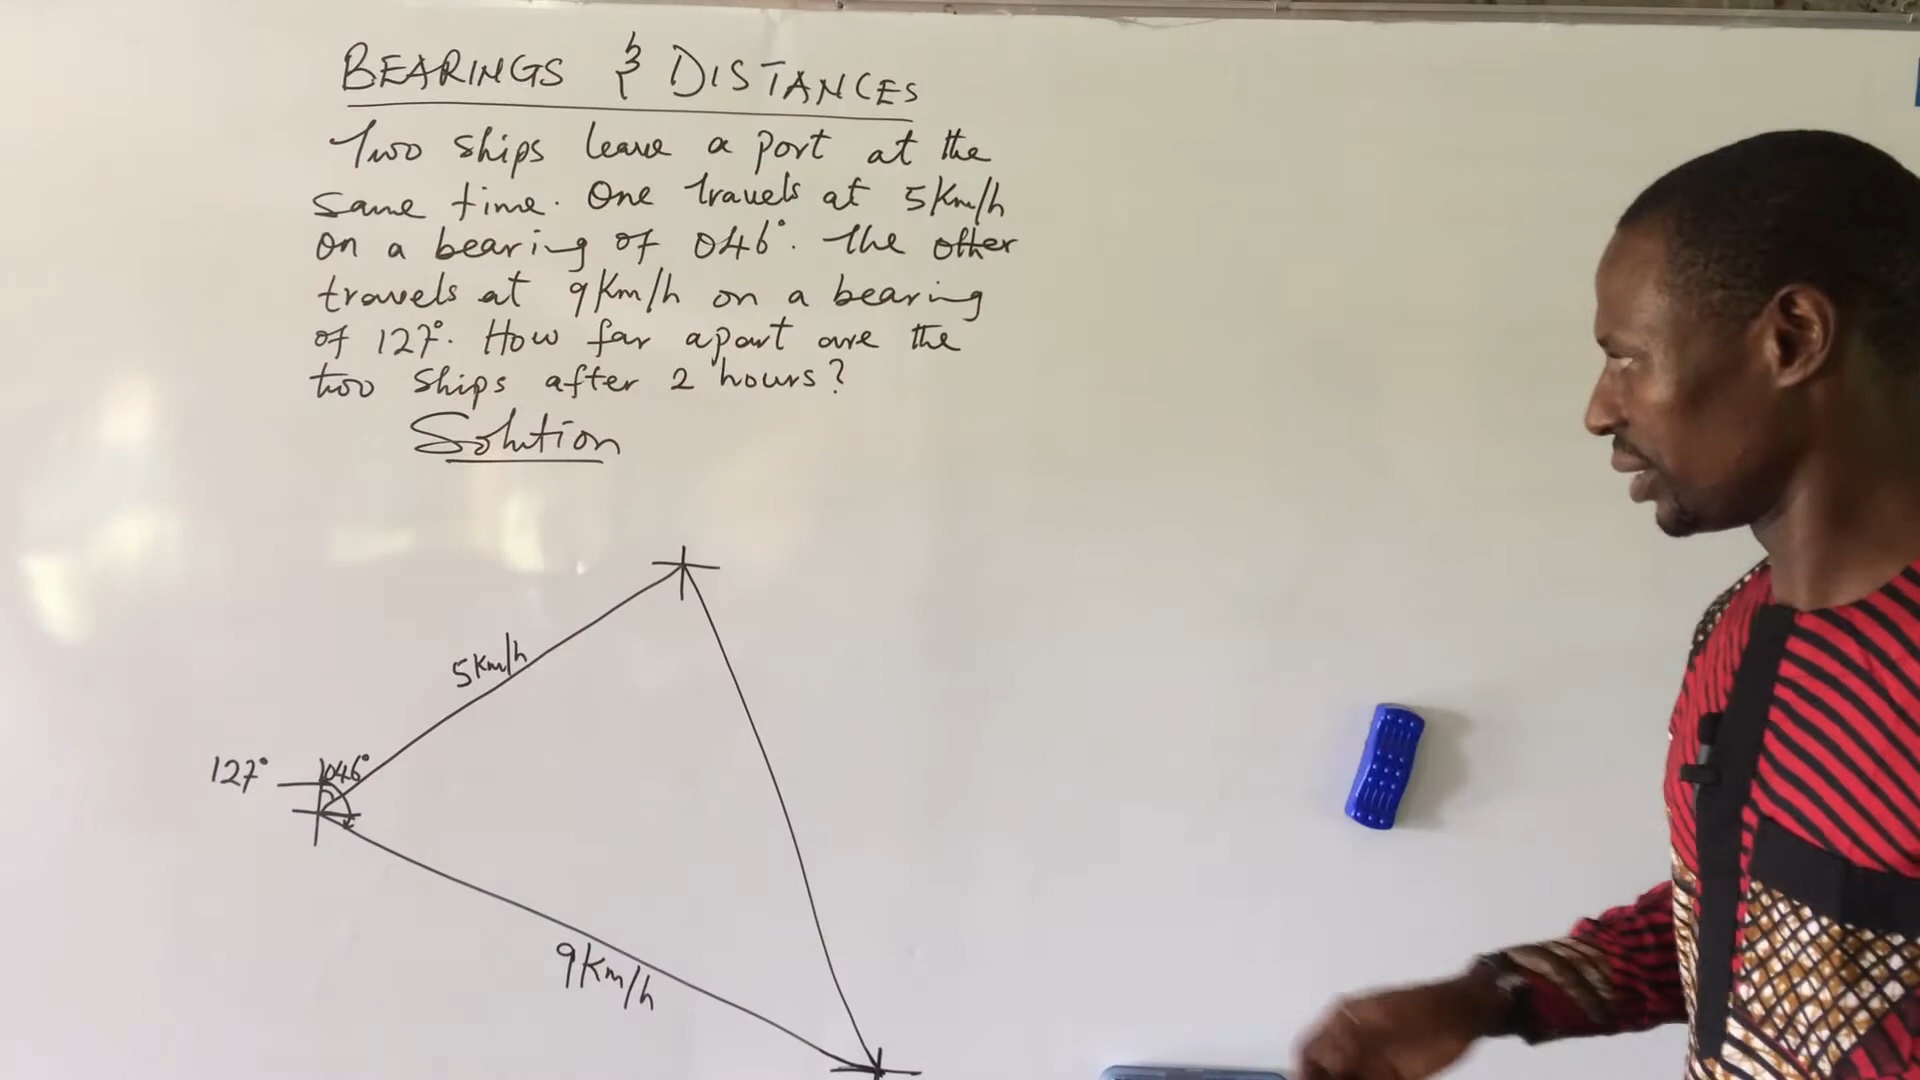 BEARINGS & DISTANCES
Two ships leave a port at the
same time. One travels at 5Km/h
on a bearing of 046°. The other
travels at 9Km/h on a bearing
of 127°. How far apart are the
two ships after 2 hours?
Solution
5Km/h
127°
046°
9Km/h